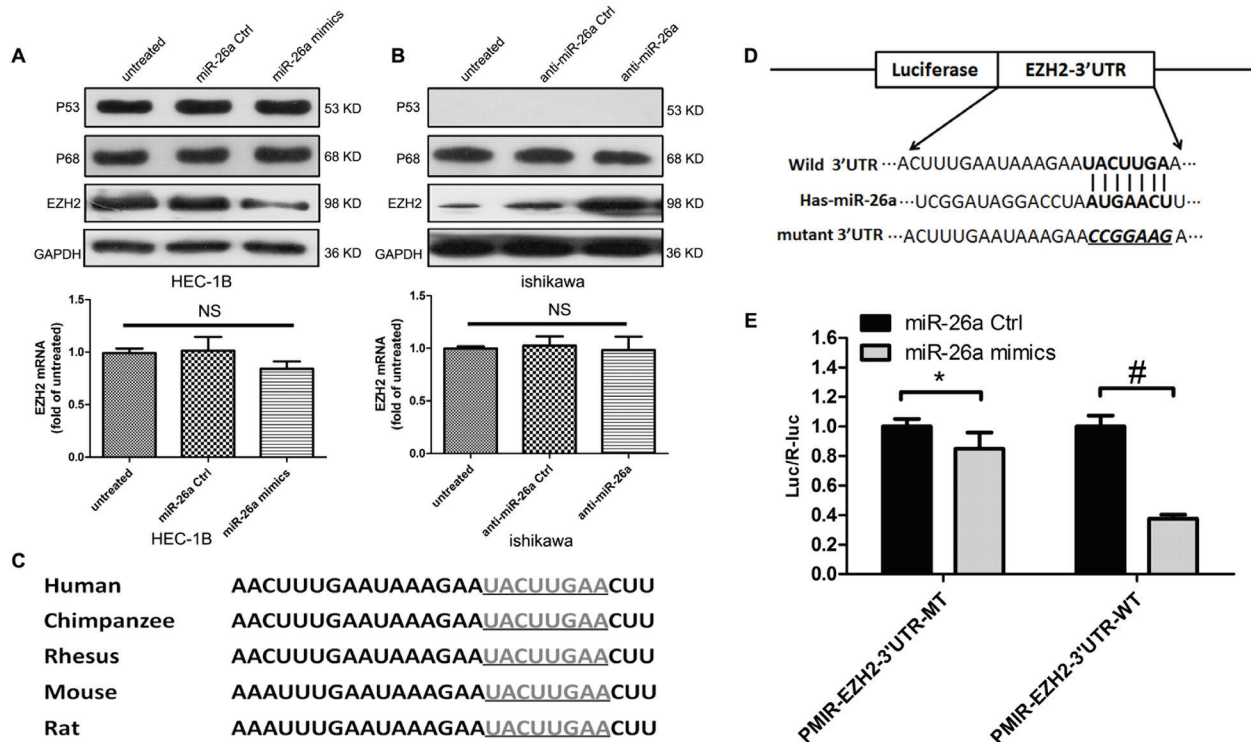 A
untreated
miR-26a Ctrl
miR-26a mimics
P53
53 KD
P68
68 KD
EZH2
98 KD
GAPDH
36 KD
HEC-1B
NS
EZH2 mRNA
(fold of untreated)
1.5
1.0
0.5
0.0
untreated
miR-26a Ctrl
miR-26a mimics
HEC-1B
B
untreated
anti-miR-26a Ctrl
anti-miR-26a
P53
53 KD
P68
68 KD
EZH2
98 KD
GAPDH
36 KD
ishikawa
NS
EZH2 mRNA
(fold of untreated)
1.5
1.0
0.5
0.0
untreated
anti-miR-26a Ctrl
anti-miR-26a
ishikawa
C
Human AACUUUGAAUAAAGAAUACUUGAACUU
Chimpanzee AACUUUGAAUAAAGAAUACUUGAACUU
Rhesus AACUUUGAAUAAAGAAUACUUGAACUU
Mouse AAUUUGAAUAAAGAAUACUUGAACUU
Rat AAAUUUGAAUAAAGAAUACUUGAACUU
D
Luciferase EZH2-3'UTR
Wild 3'UTR ···ACUUUGAAUAAAGAAUACUUGAA···
Has-miR-26a ···UCGGAUAGGACCUAAUGAACUU···
mutant 3'UTR ···ACUUUGAAUAAAGAACCGGAAG A···
E
miR-26a Ctrl
miR-26a mimics
Luc/R-luc
1.6
1.4
1.2
1.0
0.8
0.6
0.4
0.2
0.0
*
#
PMIR-EZH2-3'UTR-MT
PMIR-EZH2-3'UTR-WT